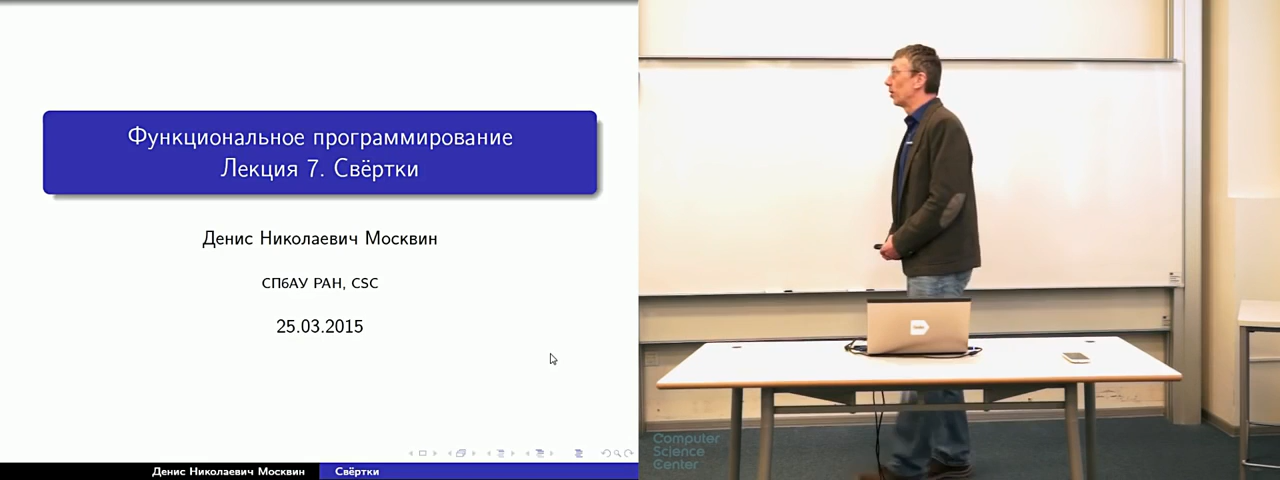 Функциональное программирование
Лекция 7. Свёртки
Денис Николаевич Москвин
СПбАУ РАН, CSC
25.03.2015
Денис Николаевич Москвин
Свёртки
Computer
Science
Center